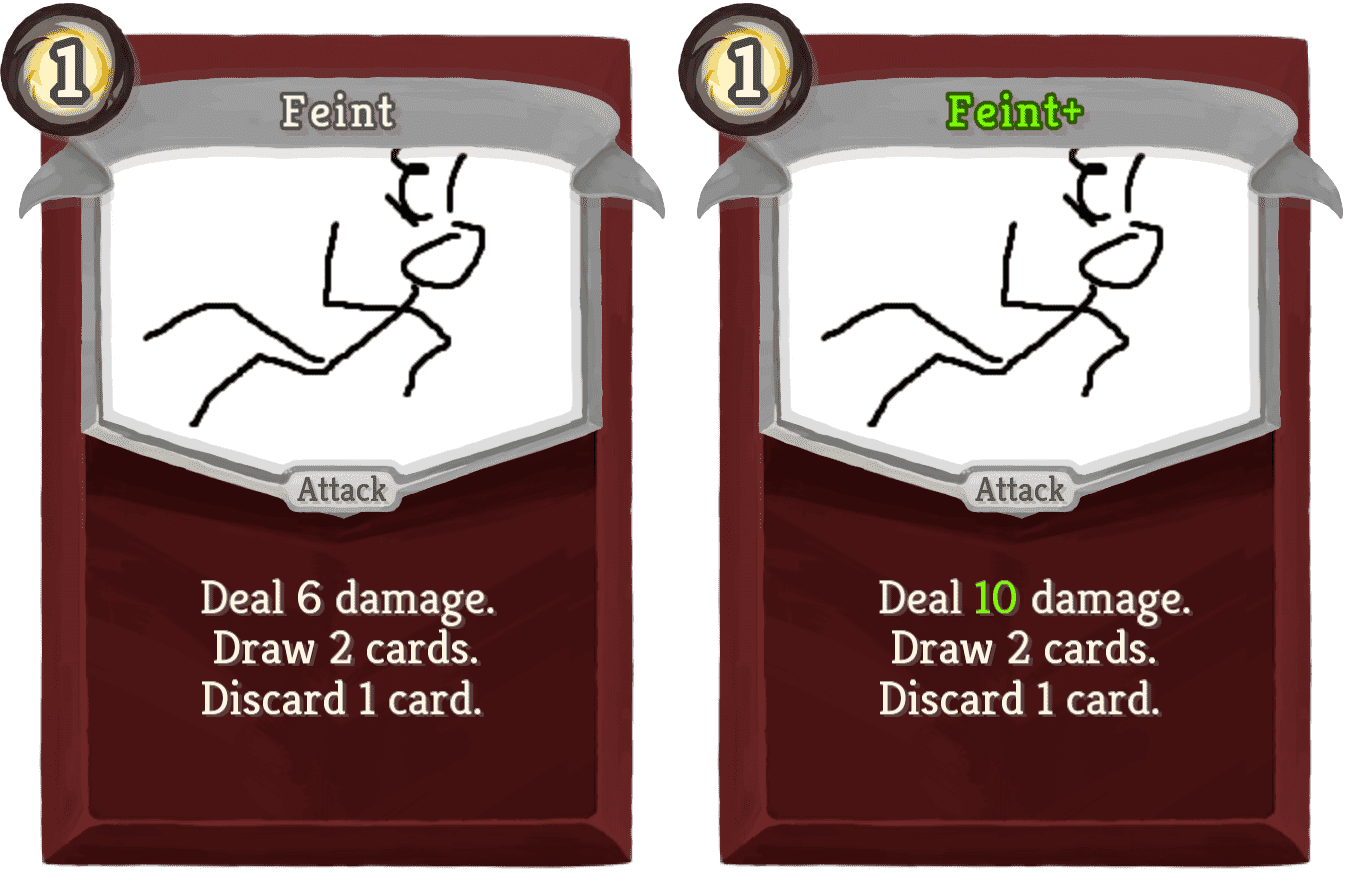 1
Feint
Attack
Deal 6 damage.
Draw 2 cards.
Discard 1 card.
1
Feint+
Attack
Deal 10 damage.
Draw 2 cards.
Discard 1 card.